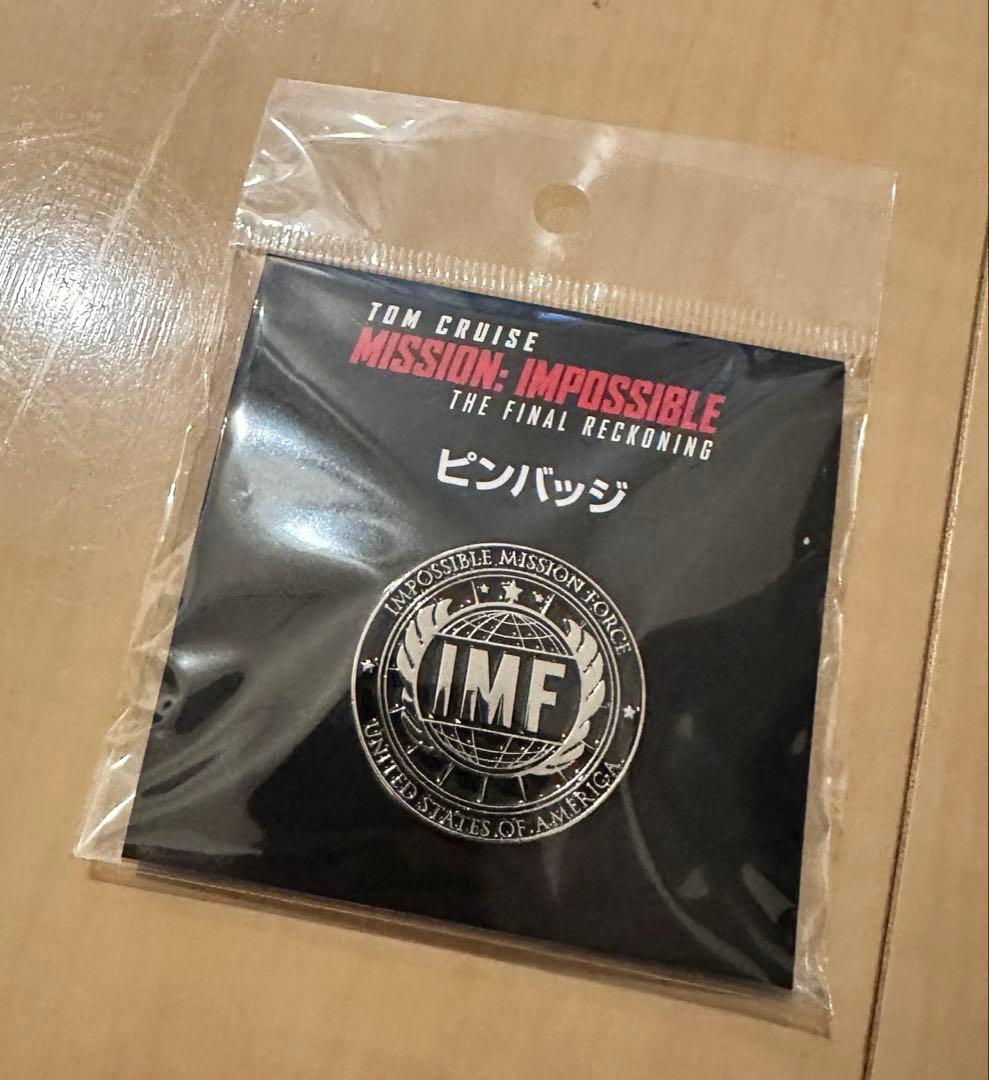 TOM CRUISE
MISSION: IMPOSSIBLE
THE FINAL RECKONING
ピンバッジ
IMPOSSIBLE MISSION FORCE
IMF
UNITED STATES OF AMERICA